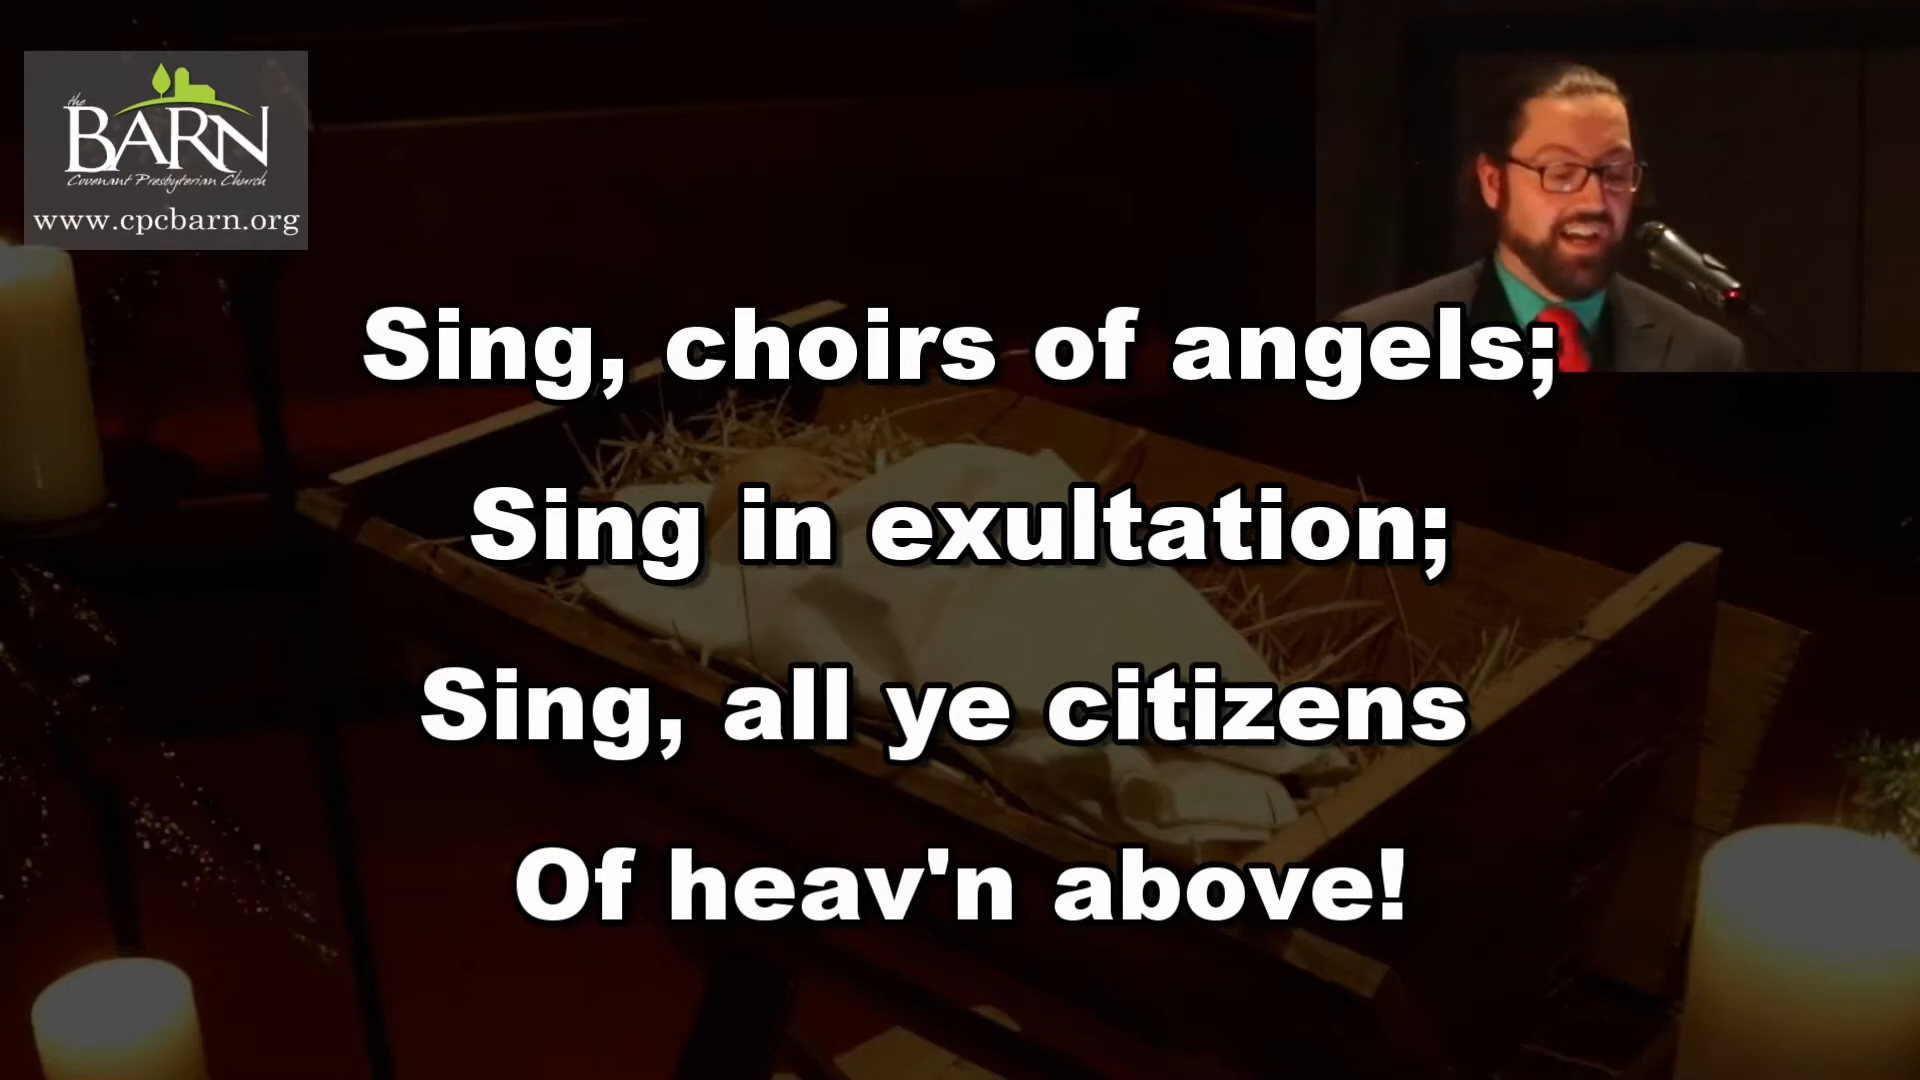 the
BARN
Covenant Presbyterian Church
www.cpcbarn.org
Sing, choirs of angels;
Sing in exultation;
Sing, all ye citizens
Of heav'n above!